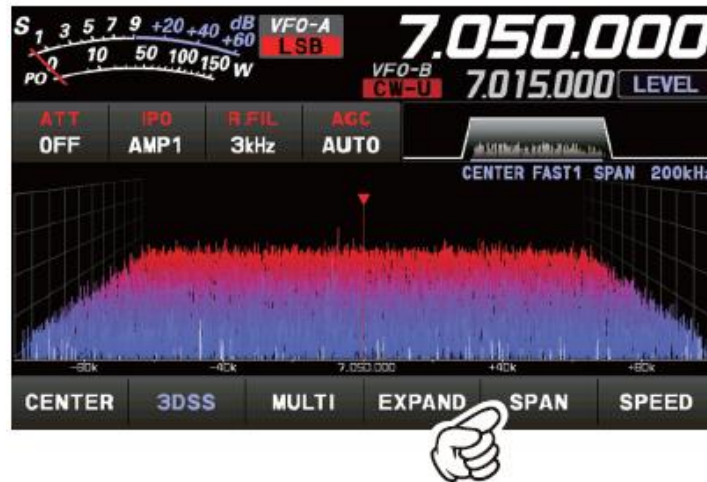 S 1 3 5 7 9 +20 +40 +60 dB
PO 0 10 50 100 150 W
VFO-A
LSB
7.050.000
VFO-B
CW-U
7.015.000
LEVEL
ATT IPO R.FIL AGC
OFF AMP1 3kHz AUTO
CENTER FAST1 SPAN 200kHz
-80k -40k 7.050.000 +40k +80k
CENTER 3DSS MULTI EXPAND SPAN SPEED